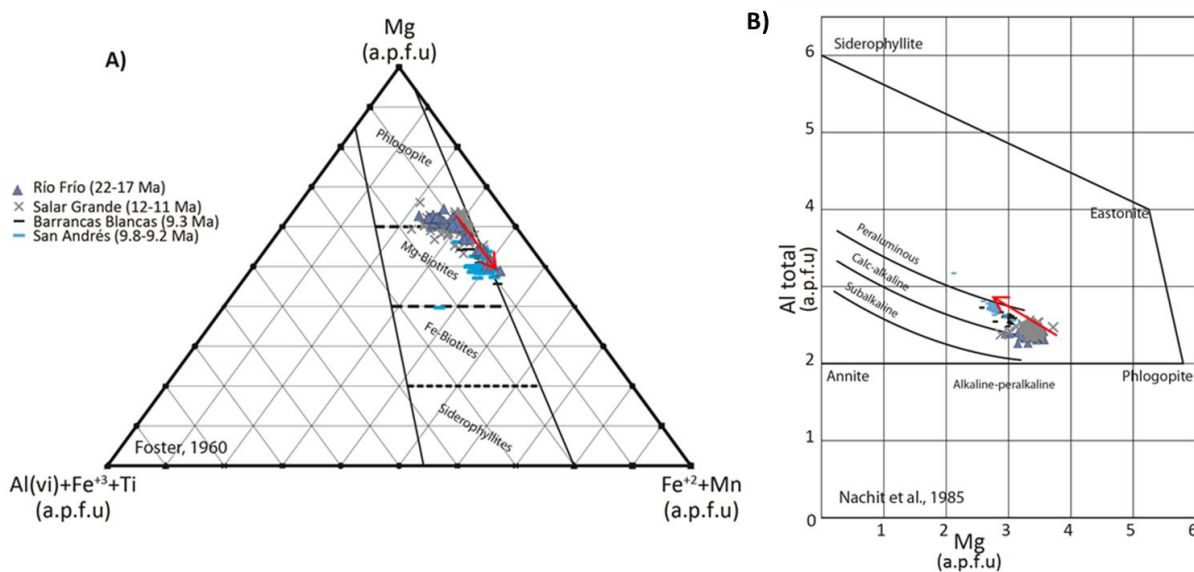 A)
Mg
(a.p.f.u)
Phlogopite
Mg-Biotites
Fe-Biotites
Siderophyllites
Río Frío (22-17 Ma)
Salar Grande (12-11 Ma)
Barrancas Blancas (9.3 Ma)
San Andrés (9.8-9.2 Ma)
Foster, 1960
Al(vi)+Fe⁺³+Ti
(a.p.f.u)
Fe⁺²+Mn
(a.p.f.u)
B)
6
5
4
3
2
1
0
Al total
(a.p.f.u)
Siderophyllite
Eastonite
Peraluminous
Calc-alkaline
Subalkaline
Annite
Alkaline-peralkaline
Phlogopite
Nachit et al., 1985
1
2
3
4
5
6
Mg
(a.p.f.u)